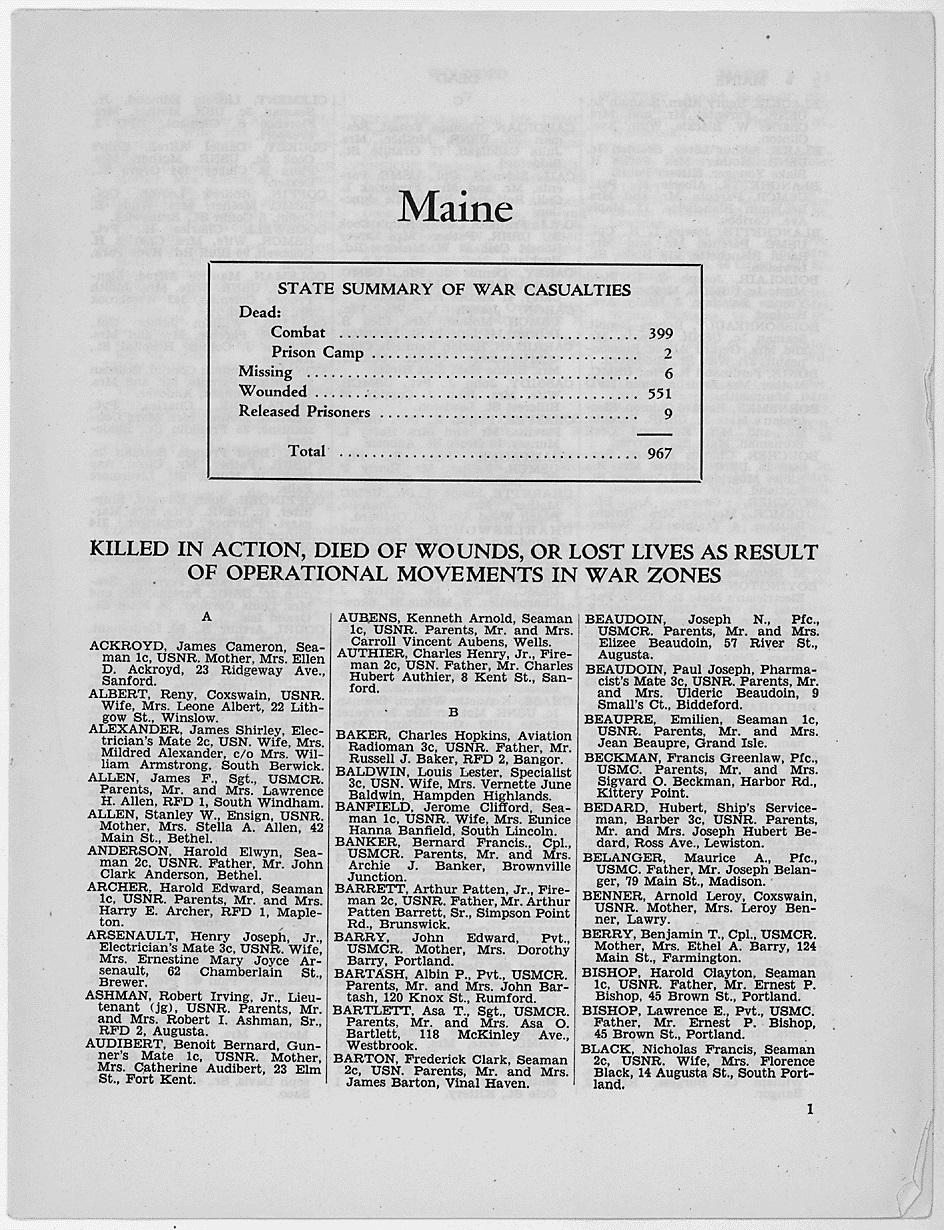 Maine
STATE SUMMARY OF WAR CASUALTIES
Dead:
Combat ........................................ 399
Prison Camp .................................... 2
Missing ............................................. 6
Wounded ........................................ 551
Released Prisoners .................................. 9
Total ........................................ 967
KILLED IN ACTION, DIED OF WOUNDS, OR LOST LIVES AS RESULT
OF OPERATIONAL MOVEMENTS IN WAR ZONES
A
ACKROYD, James Cameron, Sea-
man 1c, USNR. Mother, Mrs. Ellen
D. Ackroyd, 23 Ridgeway Ave.,
Sanford.
ALBERT, Reny, Coxswain, USNR.
Wife, Mrs. Leone Albert, 22 Lith-
gow St., Winslow.
ALEXANDER, James Shirley, Elec-
trician's Mate 2c, USN. Wife, Mrs.
Mildred Alexander, c/o Mrs. Wil-
liam Armstrong, South Berwick.
ALLEN, James F., Sgt., USMCR.
Parents, Mr. and Mrs. Lawrence
H. Allen, RFD 1, South Windham.
ALLEN, Stanley W., Ensign, USNR.
Mother, Mrs. Stella A. Allen, 42
Main St., Bethel.
ANDERSON, Harold Elwyn, Sea-
man 2c, USNR. Father, Mr. John
Clark Anderson, Bethel.
ARCHER, Harold Edward, Seaman
1c, USNR. Parents, Mr. and Mrs.
Harry E. Archer, RFD 1, Maple-
ton.
ARSENAULT, Henry Joseph, Jr.,
Electrician's Mate 3c, USNR. Wife,
Mrs. Ernestine Mary Joyce Ar-
senault, 62 Chamberlain St.,
Brewer.
ASHMAN, Robert Irving, Jr., Lieu-
tenant (jg), USNR. Parents, Mr.
and Mrs. Robert I. Ashman, Sr.,
RFD 2, Augusta.
AUDIBERT, Benoit Bernard, Gun-
ner's Mate 1c, USNR. Mother,
Mrs. Catherine Audibert, 23 Elm
St., Fort Kent.
AUBENS, Kenneth Arnold, Seaman
1c, USNR. Parents, Mr. and Mrs.
Carroll Vincent Aubens, Wells.
AUTHIER, Charles Henry, Jr., Fire-
man 2c, USN. Father, Mr. Charles
Hubert Authier, 8 Kent St., San-
ford.
B
BAKER, Charles Hopkins, Aviation
Radioman 3c, USNR. Father, Mr.
Russell J. Baker, RFD 2, Bangor.
BALDWIN, Louis Lester, Specialist
3c, USN. Wife, Mrs. Vernette June
Baldwin, Hampden Highlands.
BANFIELD, Jerome Clifford, Sea-
man 1c, USNR. Wife, Mrs. Eunice
Hanna Banfield, South Lincoln.
BANKER, Bernard Francis, Cpl.,
USMCR. Parents, Mr. and Mrs.
Archie J. Banker, Brownville
Junction.
BARRETT, Arthur Patten, Jr., Fire-
man 2c, USNR. Father, Mr. Arthur
Patten Barrett, Sr., Simpson Point
Rd., Brunswick.
BARRY, John Edward, Pvt.,
USMCR. Mother, Mrs. Dorothy
Barry, Portland.
BARTASH, Albin P., Pvt., USMCR.
Parents, Mr. and Mrs. John Bar-
tash, 120 Knox St., Rumford.
BARTLETT, Asa T., Sgt., USMCR.
Parents, Mr. and Mrs. Asa O.
Bartlett, 118 McKinley Ave.,
Westbrook.
BARTON, Frederick Clark, Seaman
2c, USN. Parents, Mr. and Mrs.
James Barton, Vinal Haven.
BEAUDOIN, Joseph N., Pfc.,
USMCR. Parents, Mr. and Mrs.
Elizee Beaudoin, 57 River St.,
Augusta.
BEAUDOIN, Paul Joseph, Pharma-
cist's Mate 3c, USNR. Parents, Mr.
and Mrs. Ulderic Beaudoin, 9
Small's Ct., Biddeford.
BEAUPRE, Emilien, Seaman 1c,
USNR. Parents, Mr. and Mrs.
Jean Beaupre, Grand Isle.
BECKMAN, Francis Greenlaw, Pfc.,
USMC. Parents, Mr. and Mrs.
Sigvard O. Beckman, Harbor Rd.,
Kittery Point.
BEDARD, Hubert, Ship's Service-
man, Barber 3c, USNR. Parents,
Mr. and Mrs. Joseph Hubert Be-
dard, Ross Ave., Lewiston.
BELANGER, Maurice A., Pfc.,
USMC. Father, Mr. Joseph Belan-
ger, 79 Main St., Madison.
BENNER, Arnold Leroy, Coxswain,
USNR. Mother, Mrs. Leroy Ben-
ner, Lawry.
BERRY, Benjamin T., Cpl., USMCR.
Mother, Mrs. Ethel A. Barry, 124
Main St., Farmington.
BISHOP, Harold Clayton, Seaman
1c, USNR. Father, Mr. Ernest P.
Bishop, 45 Brown St., Portland.
BISHOP, Lawrence E., Pvt., USMC.
Father, Mr. Ernest P. Bishop,
45 Brown St., Portland.
BLACK, Nicholas Francis, Seaman
2c, USNR. Wife, Mrs. Florence
Black, 14 Augusta St., South Port-
land.
1